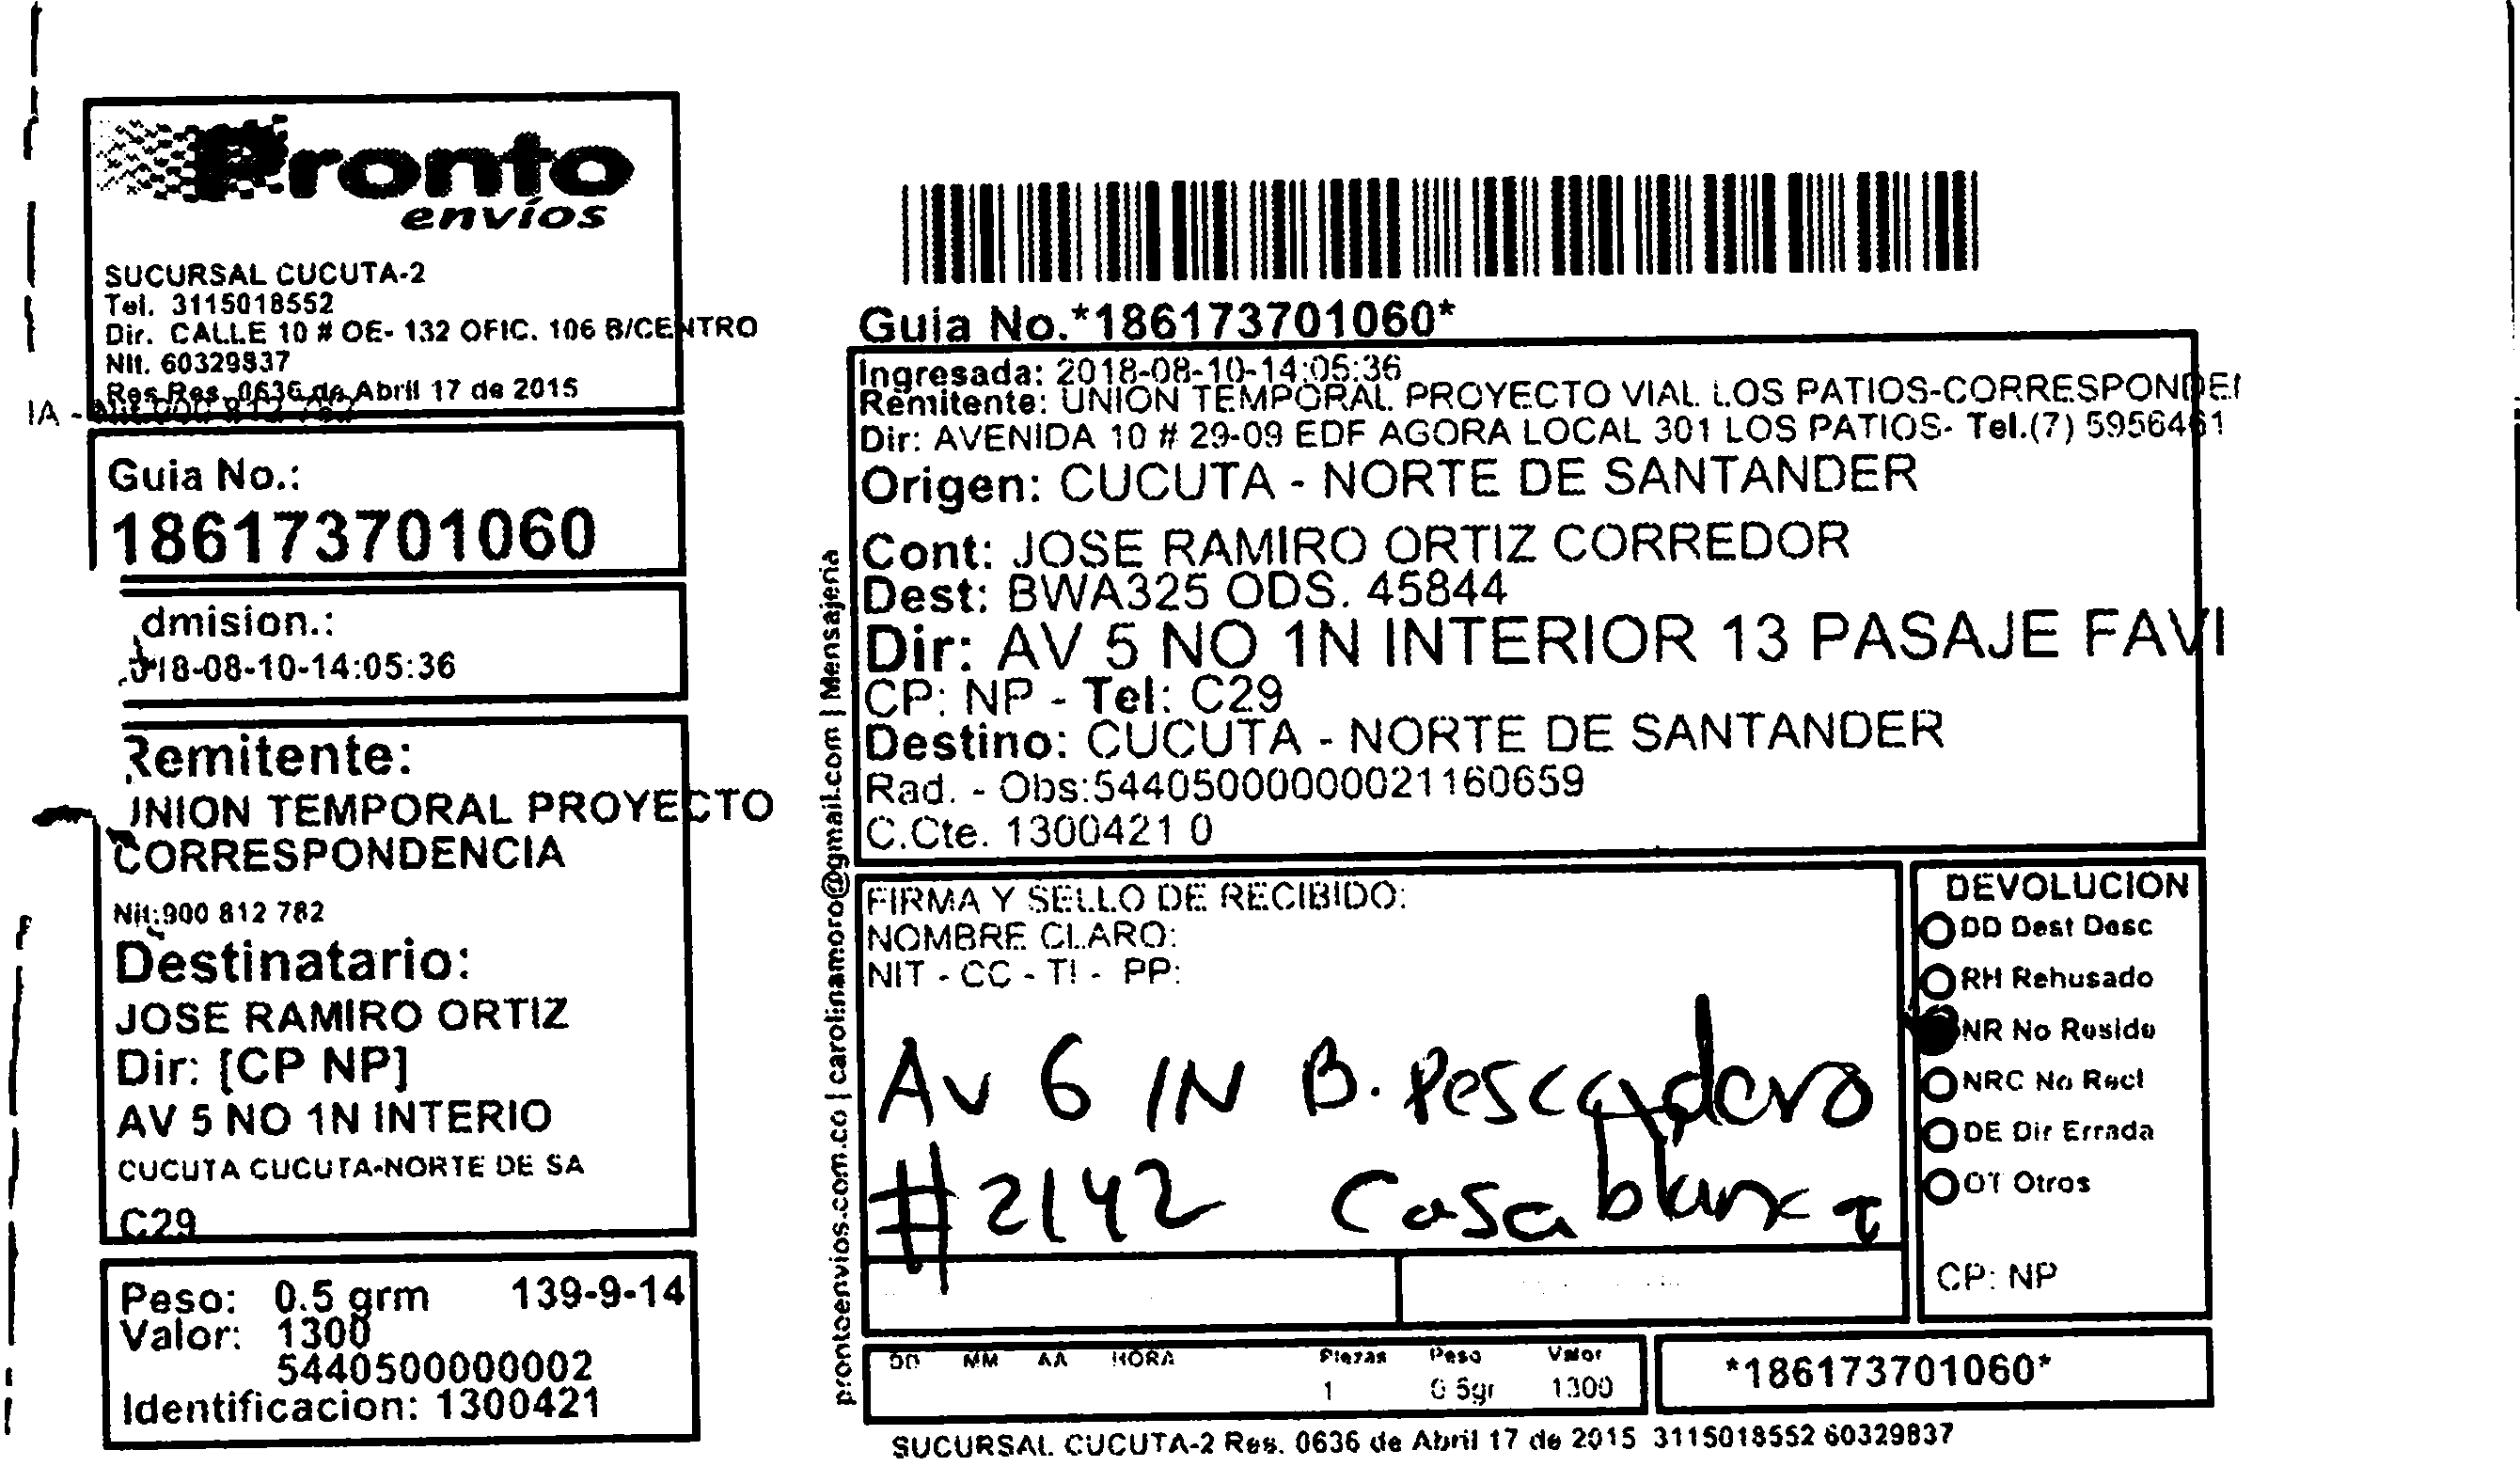 Pronto
envíos
SUCURSAL CUCUTA-2
Tel. 3115018552
Dir. CALLE 10 # OE- 132 OFIC. 106 B/CENTRO
Nit. 60329837
Res Res. 0636 de Abril 17 de 2015
IA -
Guia No.:
186173701060
dmision.:
018-08-10-14:05:36
Remitente:
UNION TEMPORAL PROYECTO
CORRESPONDENCIA
Nit:900 812 782
Destinatario:
JOSE RAMIRO ORTIZ
Dir: [CP NP]
AV 5 NO 1N INTERIO
CUCUTA CUCUTA-NORTE DE SA
C29
Peso: 0.5 grm 139-9-14
Valor: 1300
5440500000002
Identificacion: 1300421
prontoenvios.com.co | carolinamoro@gmail.com | Mensajeria
Guia No.*186173701060*
Ingresada: 2018-08-10-14:05:36
Remitente: UNION TEMPORAL PROYECTO VIAL LOS PATIOS-CORRESPONDEI
Dir: AVENIDA 10 # 29-09 EDF AGORA LOCAL 301 LOS PATIOS- Tel.(7) 5956461
Origen: CUCUTA - NORTE DE SANTANDER
Cont: JOSE RAMIRO ORTIZ CORREDOR
Dest: BWA325 ODS. 45844
Dir: AV 5 NO 1N INTERIOR 13 PASAJE FAVI
CP: NP - Tel: C29
Destino: CUCUTA - NORTE DE SANTANDER
Rad. - Obs:544050000000021160659
C.Cte. 1300421 0
FIRMA Y SELLO DE RECIBIDO:
NOMBRE CLARO:
NIT - CC - TI - PP:
Av 6 1N B. Pescadero
#2142 Casa blanca
DEVOLUCION
DD Dest Desc
RH Rehusado
NR No Reside
NRC No Recl
DE Dir Errada
OT Otros
CP: NP
DD MM AA HORA Piezas Peso Valor
1 0.5gr 1300
*186173701060*
SUCURSAL CUCUTA-2 Res. 0636 de Abril 17 de 2015 3115018552 60329837